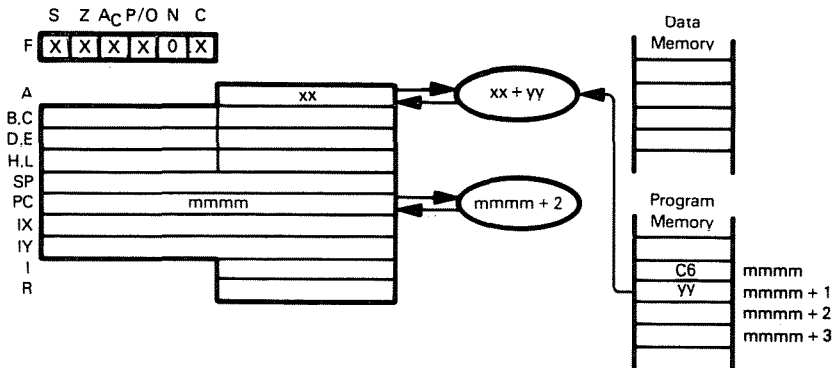 S Z AC P/O N C
F X X X X 0 X
Data
Memory
A xx
xx + yy
B,C
D,E
H,L
SP
PC mmmm
mmmm + 2
IX
IY
I
R
Program
Memory
C6 mmmm
yy mmmm + 1
mmmm + 2
mmmm + 3